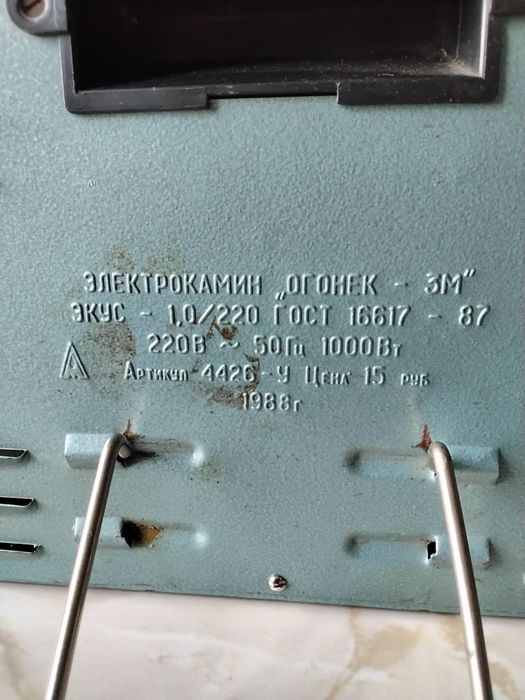 ЭЛЕКТРОКАМИН „ОГОНЕК - 3М"
ЭКУС - 1,0/220 ГОСТ 16617 - 87
220В ~ 50Гц 1000Вт
Артикул 4426-У Цена 15 руб
1988г